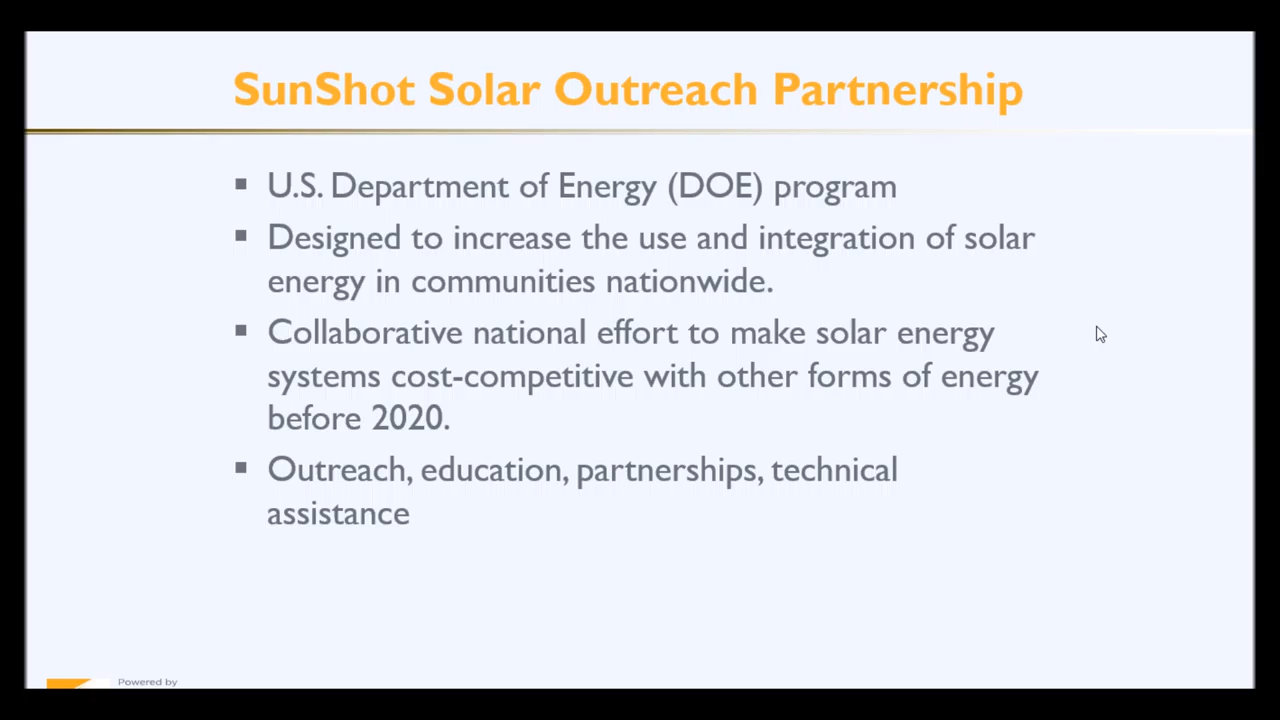 SunShot Solar Outreach Partnership
▪ U.S. Department of Energy (DOE) program
▪ Designed to increase the use and integration of solar
energy in communities nationwide.
▪ Collaborative national effort to make solar energy
systems cost-competitive with other forms of energy
before 2020.
▪ Outreach, education, partnerships, technical
assistance
Powered by